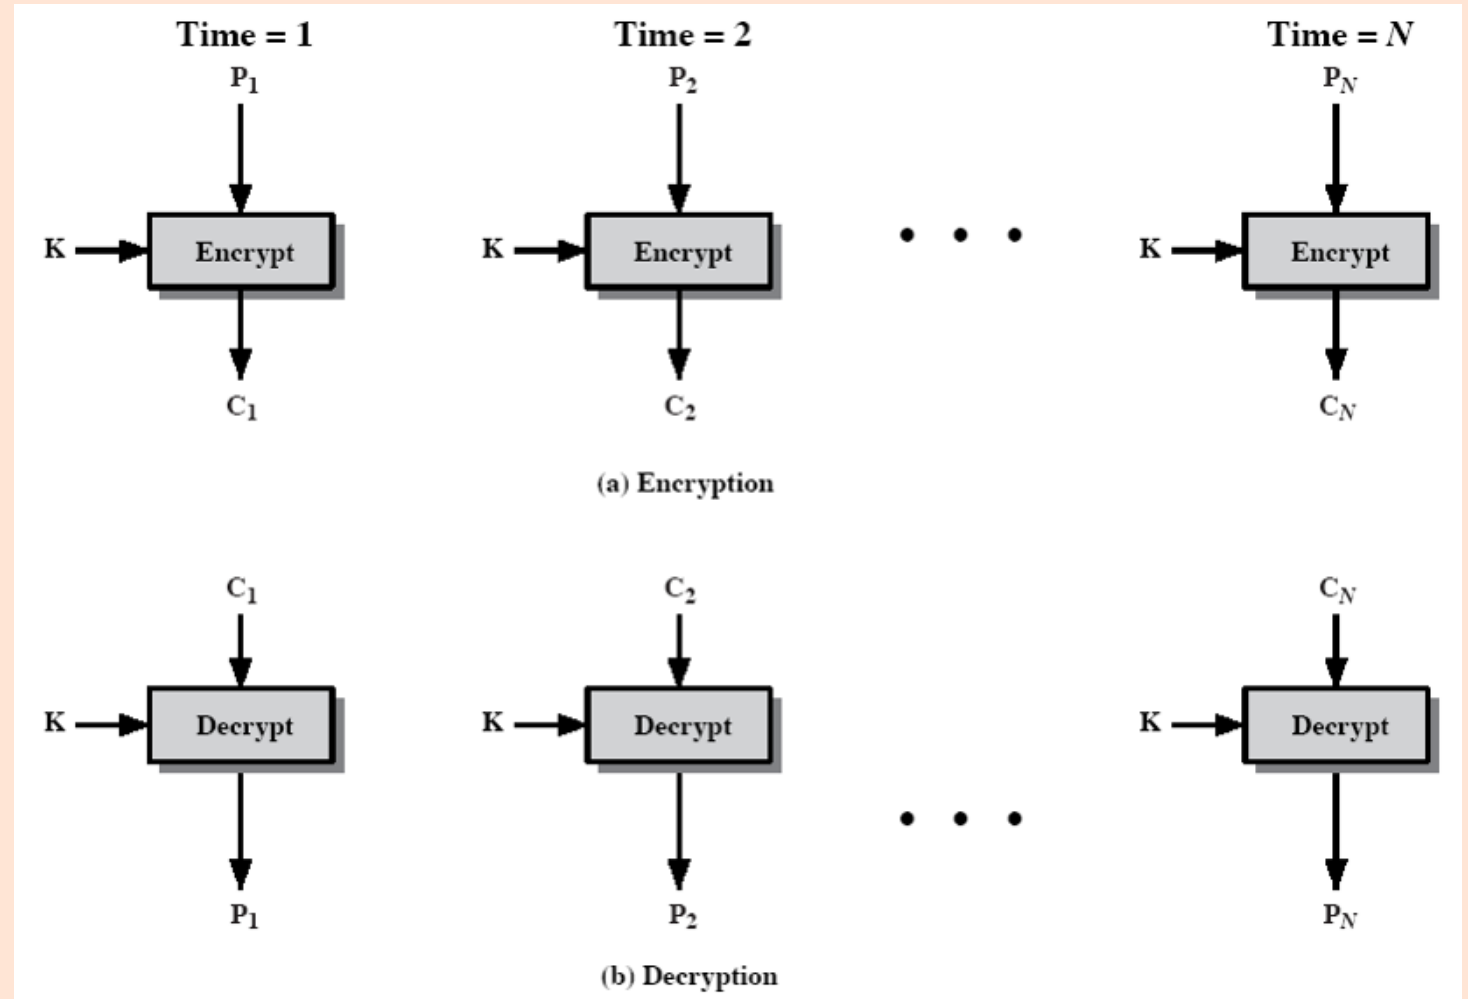 Time = 1 Time = 2 Time = N
P1 P2 PN
K Encrypt K Encrypt • • • K Encrypt
C1 C2 CN
(a) Encryption
C1 C2 CN
K Decrypt K Decrypt K Decrypt
• • •
P1 P2 PN
(b) Decryption